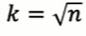 k = √n